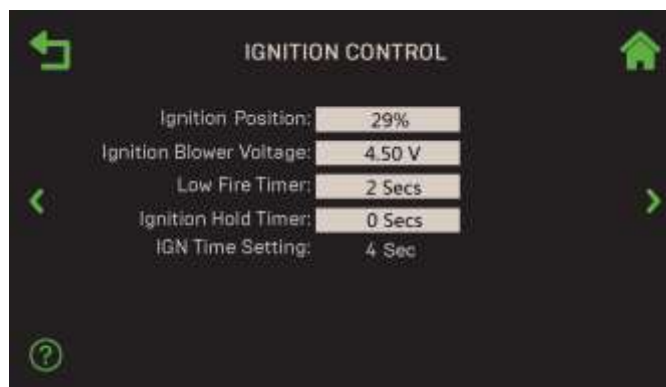 IGNITION CONTROL
Ignition Position: 29%
Ignition Blower Voltage: 4.50 V
Low Fire Timer: 2 Secs
Ignition Hold Timer: 0 Secs
IGN Time Setting: 4 Sec
?